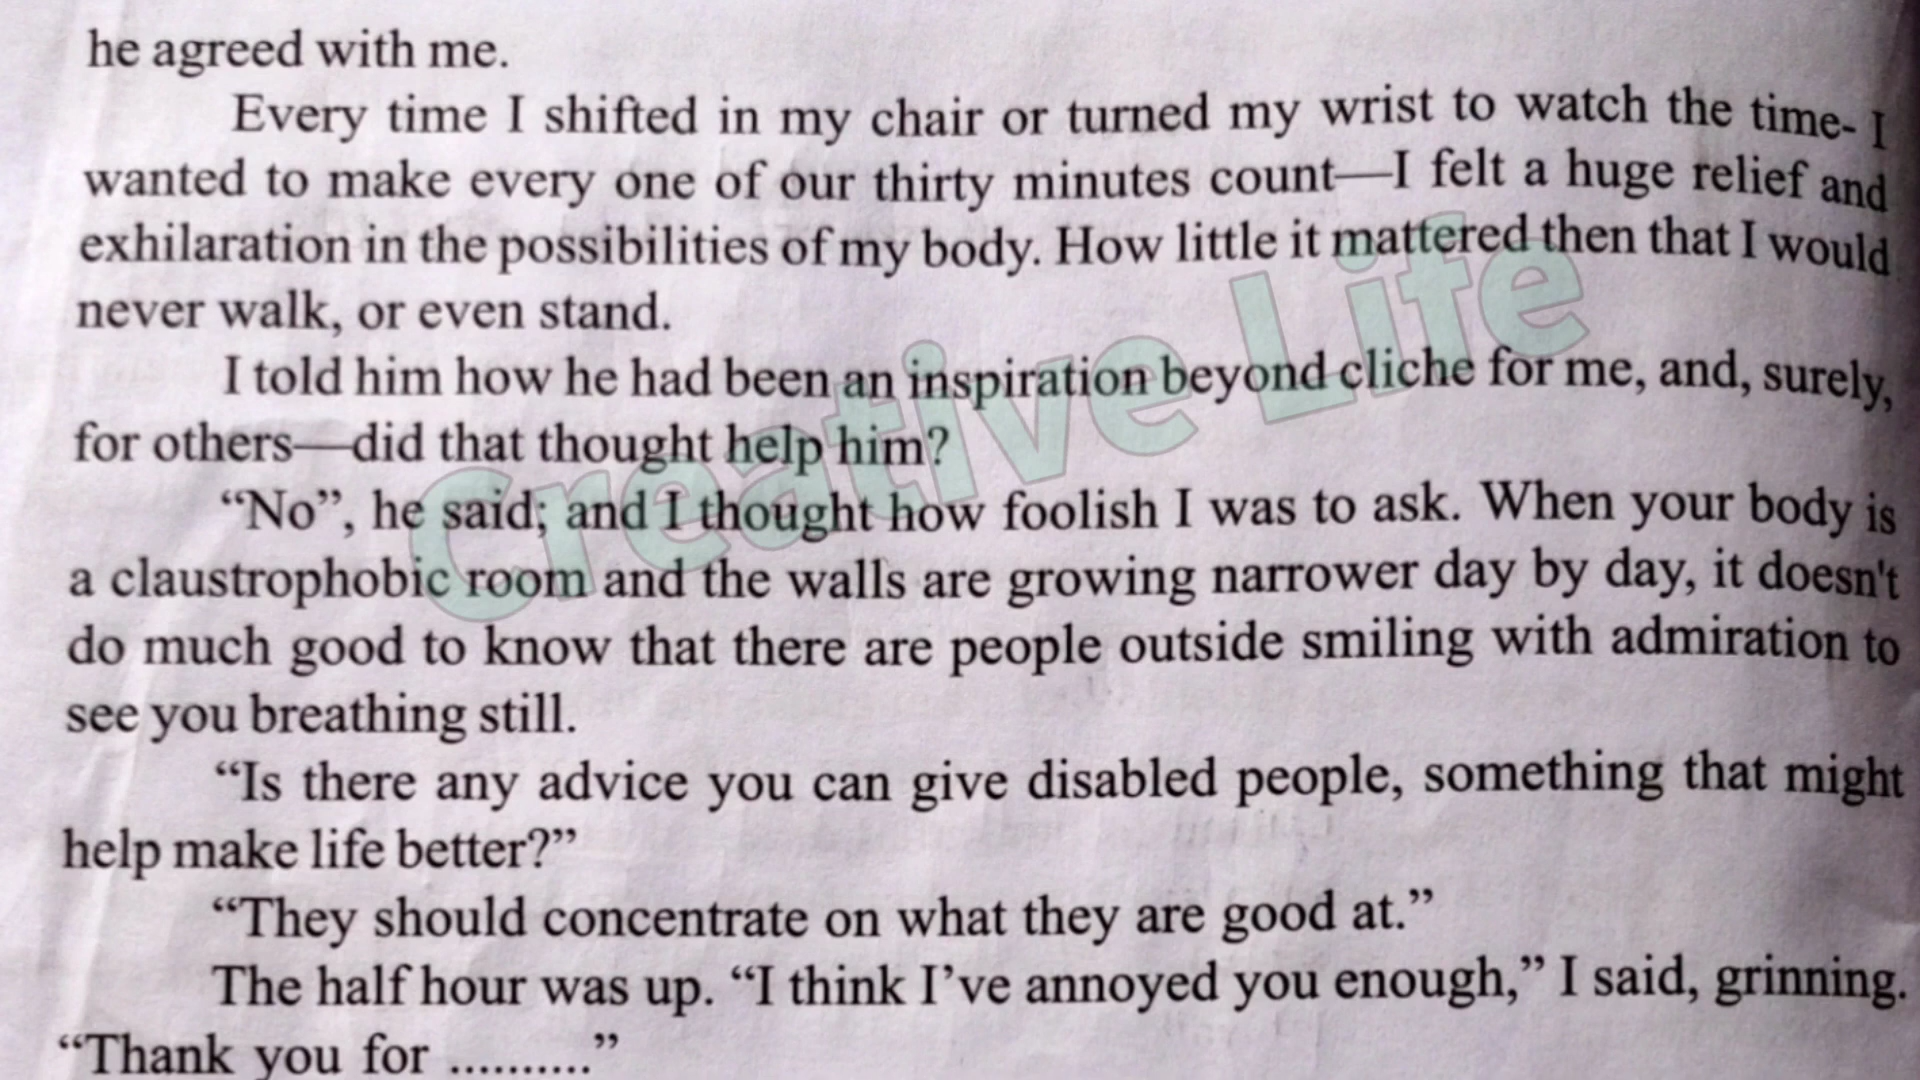 he agreed with me.
Every time I shifted in my chair or turned my wrist to watch the time- I
wanted to make every one of our thirty minutes count—I felt a huge relief and
exhilaration in the possibilities of my body. How little it mattered then that I would
never walk, or even stand.
I told him how he had been an inspiration beyond cliche for me, and, surely,
for others—did that thought help him?
“No”, he said; and I thought how foolish I was to ask. When your body is
a claustrophobic room and the walls are growing narrower day by day, it doesn't
do much good to know that there are people outside smiling with admiration to
see you breathing still.
“Is there any advice you can give disabled people, something that might
help make life better?”
“They should concentrate on what they are good at.”
The half hour was up. “I think I’ve annoyed you enough,” I said, grinning.
“Thank you for ..........”
Creative Life